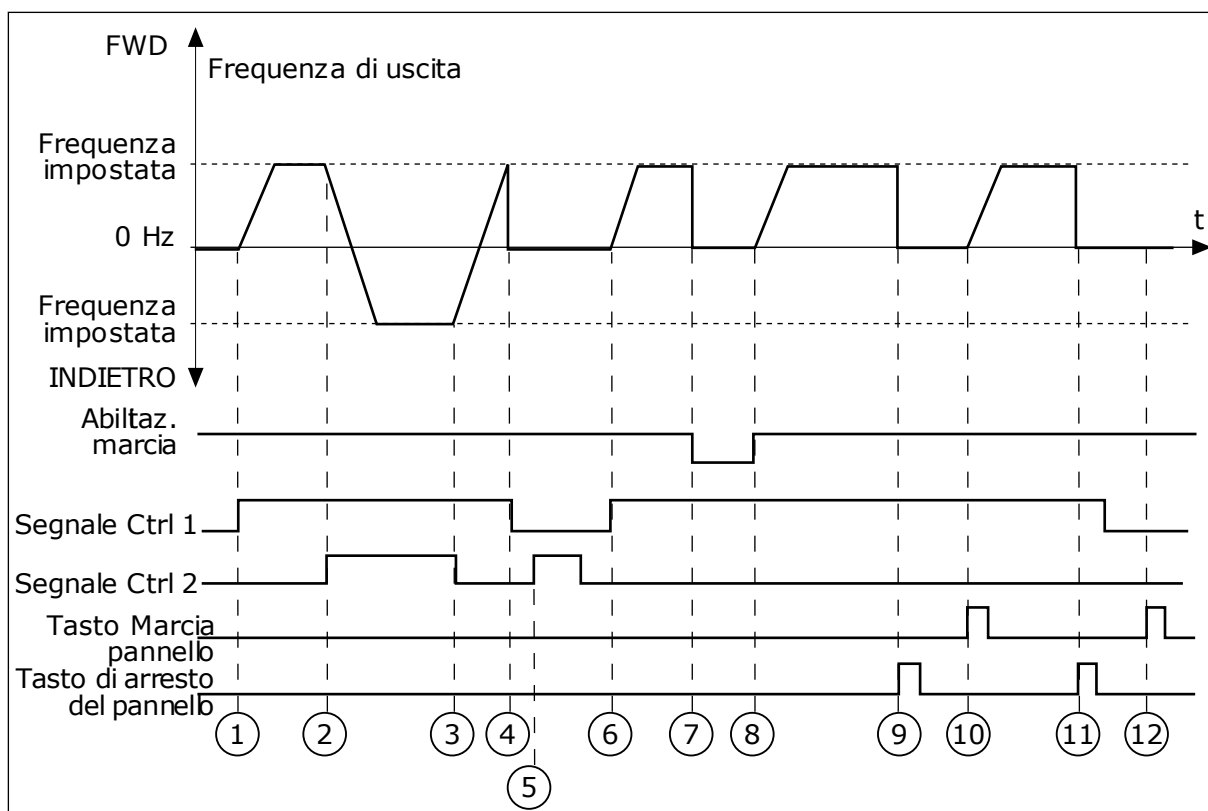 FWD
Frequenza di uscita
Frequenza
impostata
0 Hz
t
Frequenza
impostata
INDIETRO
Abiltaz.
marcia
Segnale Ctrl 1
Segnale Ctrl 2
Tasto Marcia
pannello
Tasto di arresto
del pannello
1 2 3 4 6 7 8 9 10 11 12
5